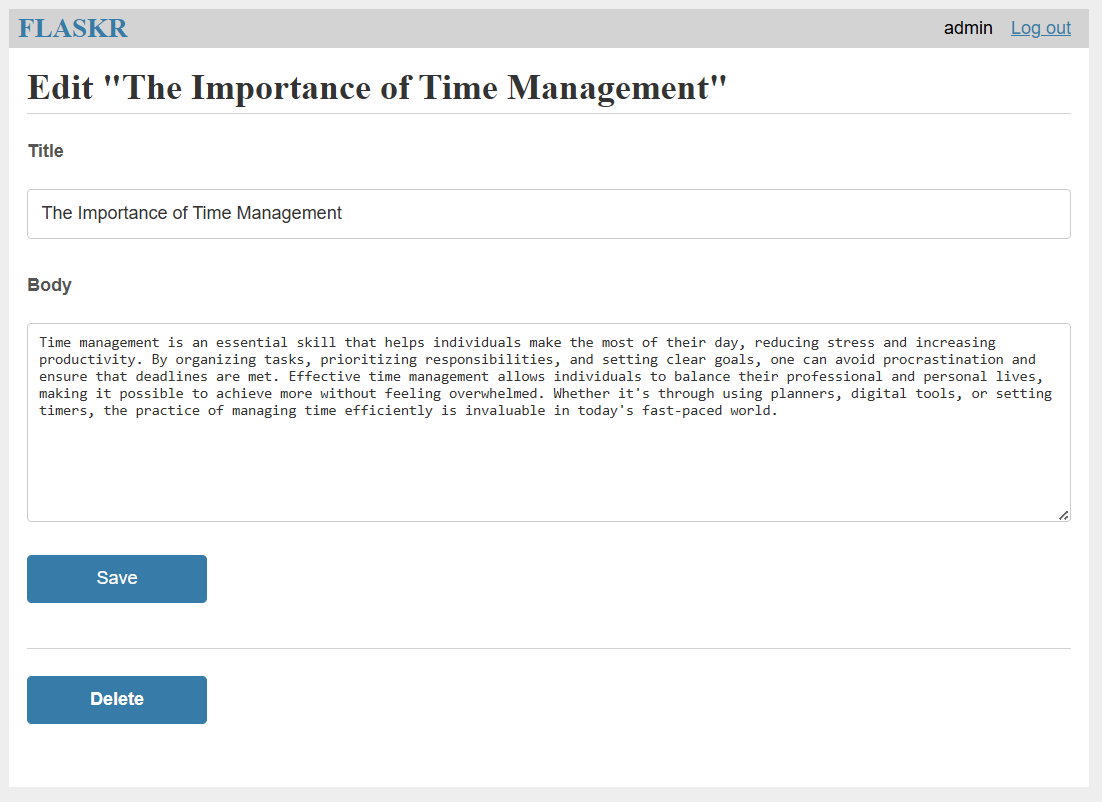 FLASKR
admin Log out
Edit "The Importance of Time Management"
Title
The Importance of Time Management
Body
Time management is an essential skill that helps individuals make the most of their day, reducing stress and increasing
productivity. By organizing tasks, prioritizing responsibilities, and setting clear goals, one can avoid procrastination and
ensure that deadlines are met. Effective time management allows individuals to balance their professional and personal lives,
making it possible to achieve more without feeling overwhelmed. Whether it's through using planners, digital tools, or setting
timers, the practice of managing time efficiently is invaluable in today's fast-paced world.
Save
Delete